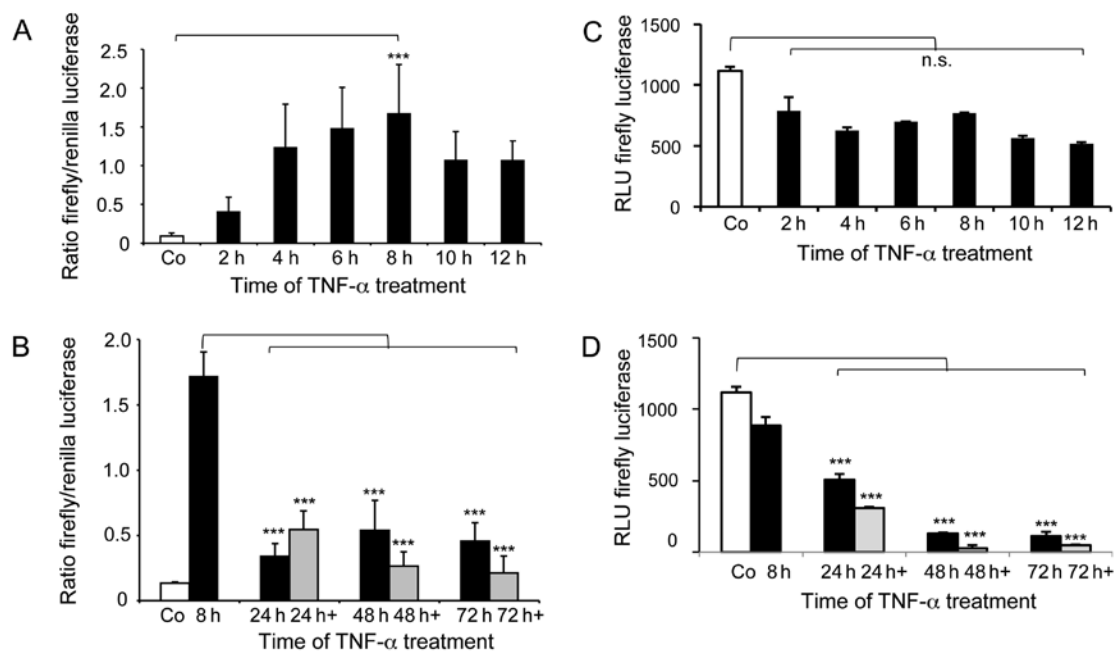 A
Ratio firefly/renilla luciferase
2.5
2.0
1.5
1.0
0.5
0
***
Co 2 h 4 h 6 h 8 h 10 h 12 h
Time of TNF-α treatment
B
Ratio firefly/renilla luciferase
2.0
1.5
1.0
0.5
0
*** *** *** *** *** ***
Co 8 h 24 h 24 h+ 48 h 48 h+ 72 h 72 h+
Time of TNF-α treatment
C
RLU firefly luciferase
1500
1000
500
0
n.s.
Co 2 h 4 h 6 h 8 h 10 h 12 h
Time of TNF-α treatment
D
RLU firefly luciferase
1500
1000
500
0
*** *** *** *** *** ***
Co 8 h 24 h 24 h+ 48 h 48 h+ 72 h 72 h+
Time of TNF-α treatment